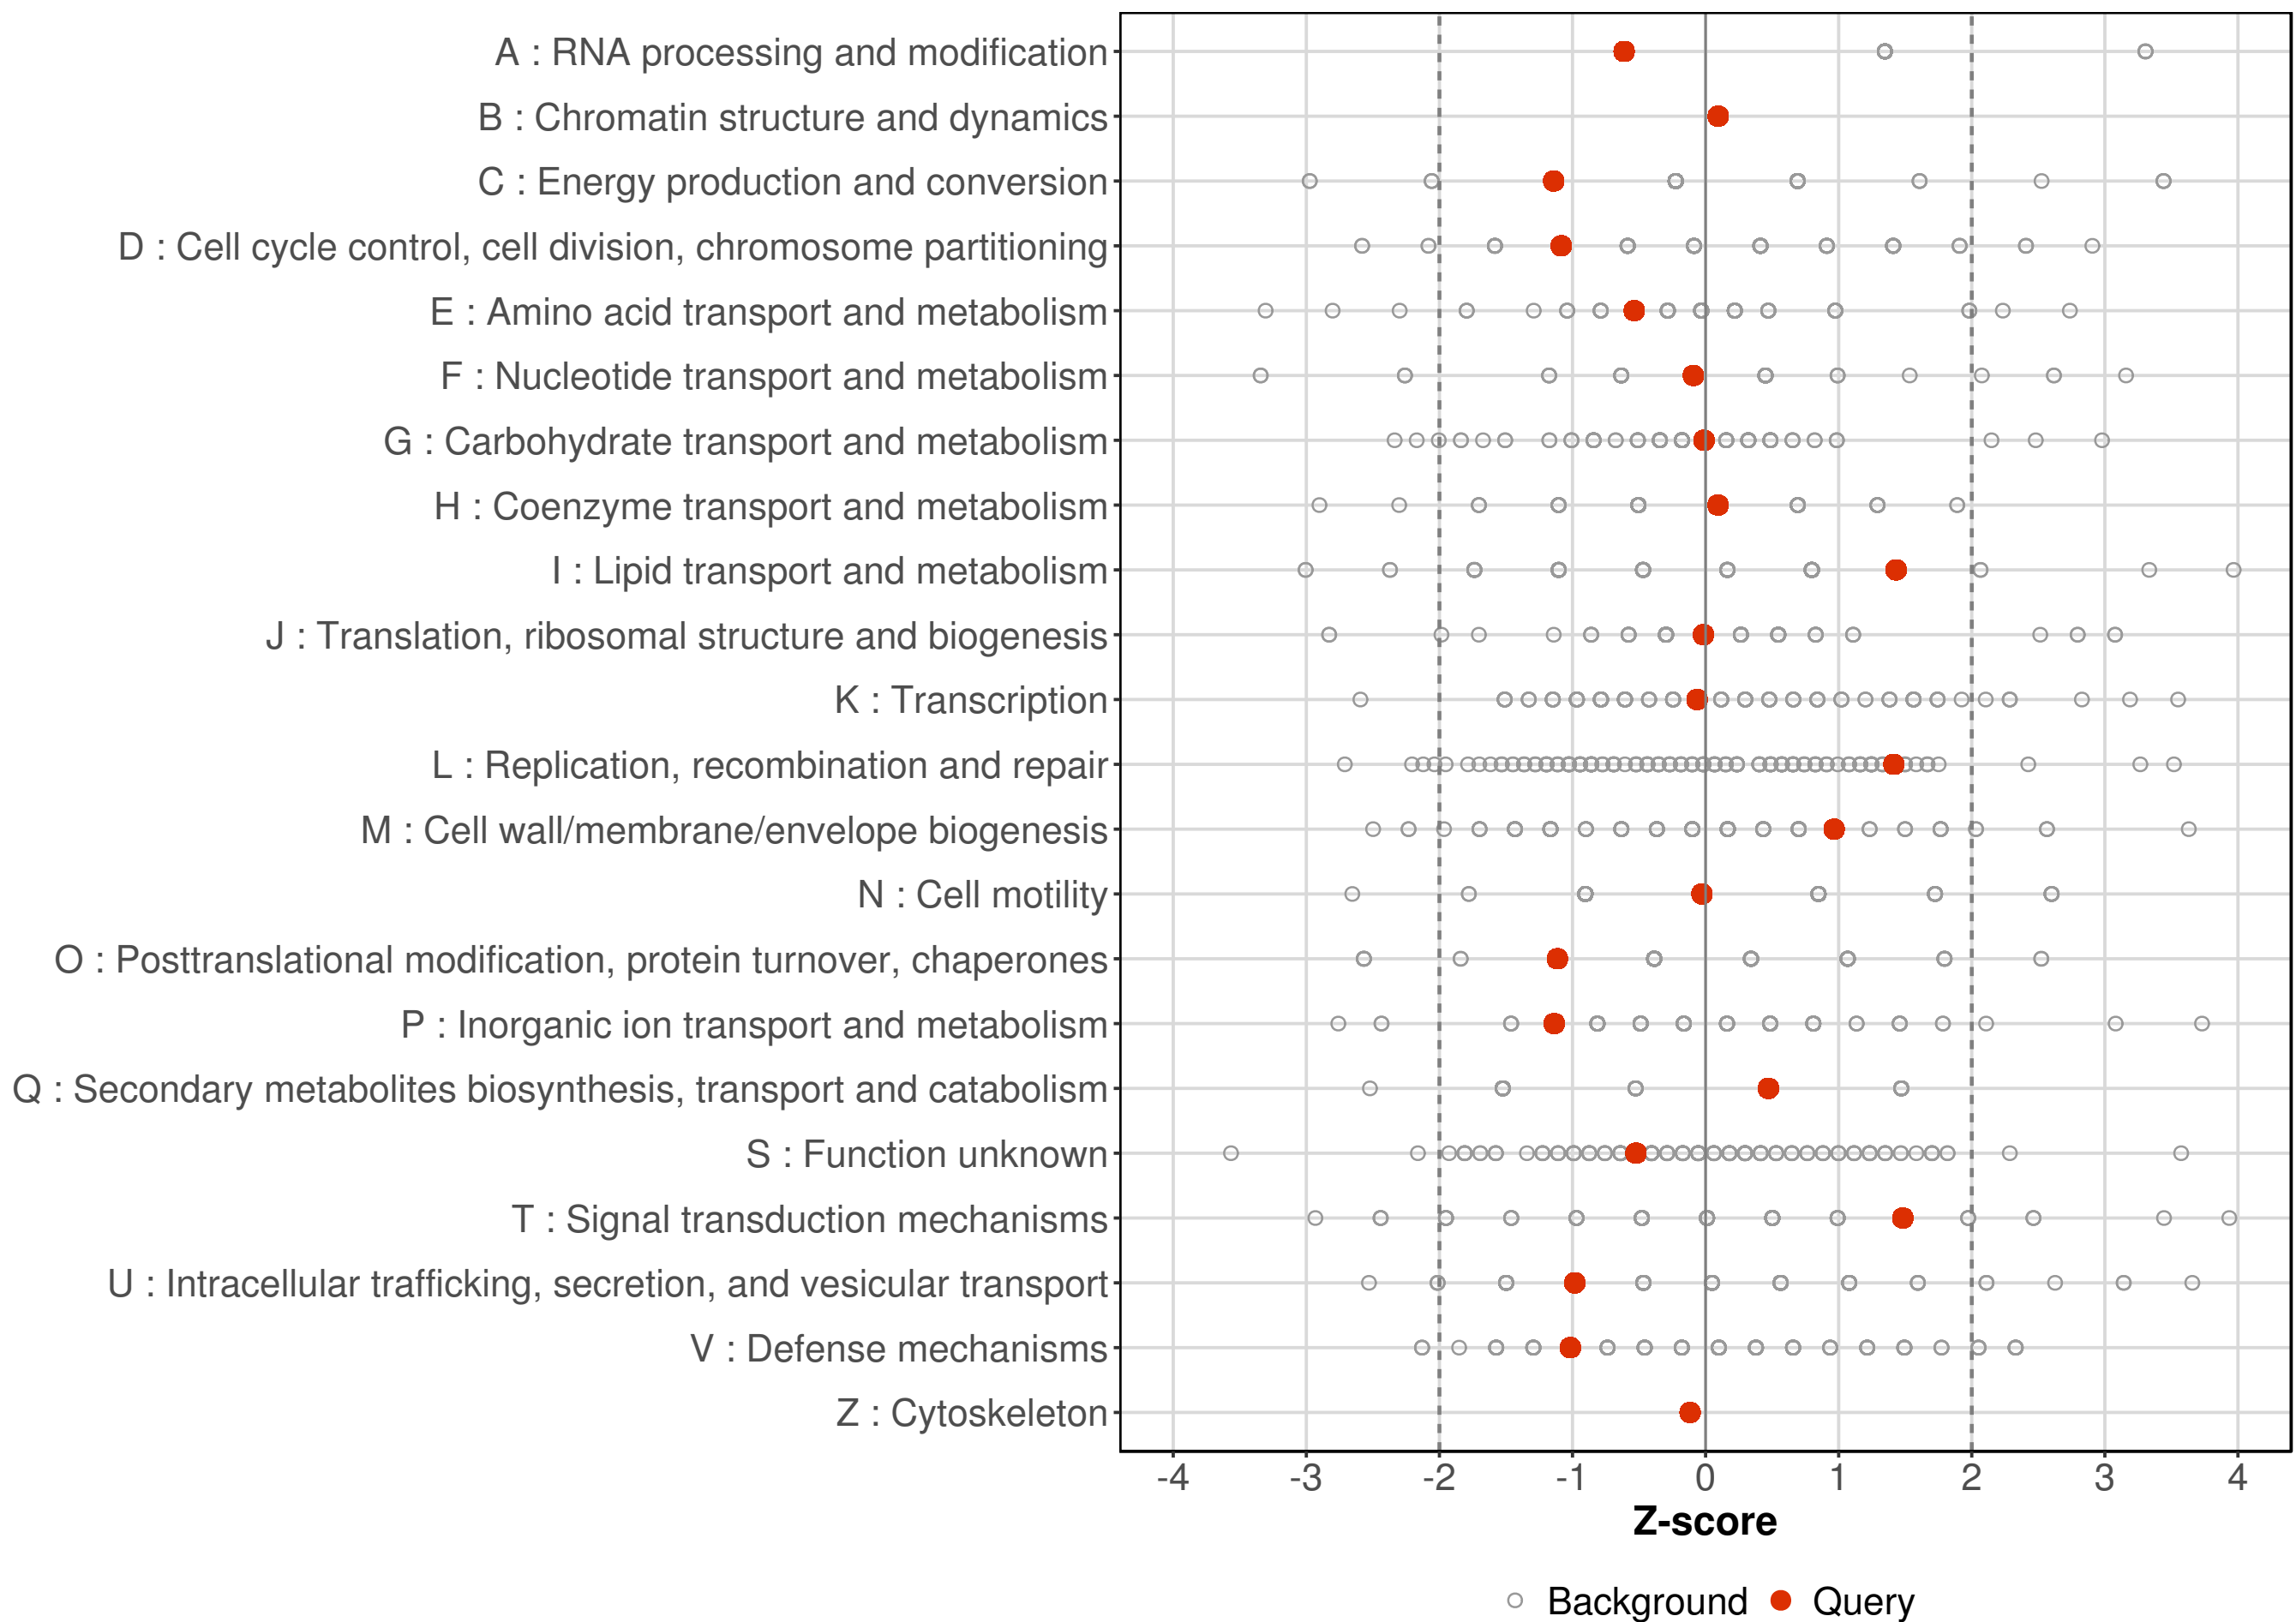 A : RNA processing and modification
B : Chromatin structure and dynamics
C : Energy production and conversion
D : Cell cycle control, cell division, chromosome partitioning
E : Amino acid transport and metabolism
F : Nucleotide transport and metabolism
G : Carbohydrate transport and metabolism
H : Coenzyme transport and metabolism
I : Lipid transport and metabolism
J : Translation, ribosomal structure and biogenesis
K : Transcription
L : Replication, recombination and repair
M : Cell wall/membrane/envelope biogenesis
N : Cell motility
O : Posttranslational modification, protein turnover, chaperones
P : Inorganic ion transport and metabolism
Q : Secondary metabolites biosynthesis, transport and catabolism
S : Function unknown
T : Signal transduction mechanisms
U : Intracellular trafficking, secretion, and vesicular transport
V : Defense mechanisms
Z : Cytoskeleton
-4 -3 -2 -1 0 1 2 3 4
Z-score
Background Query